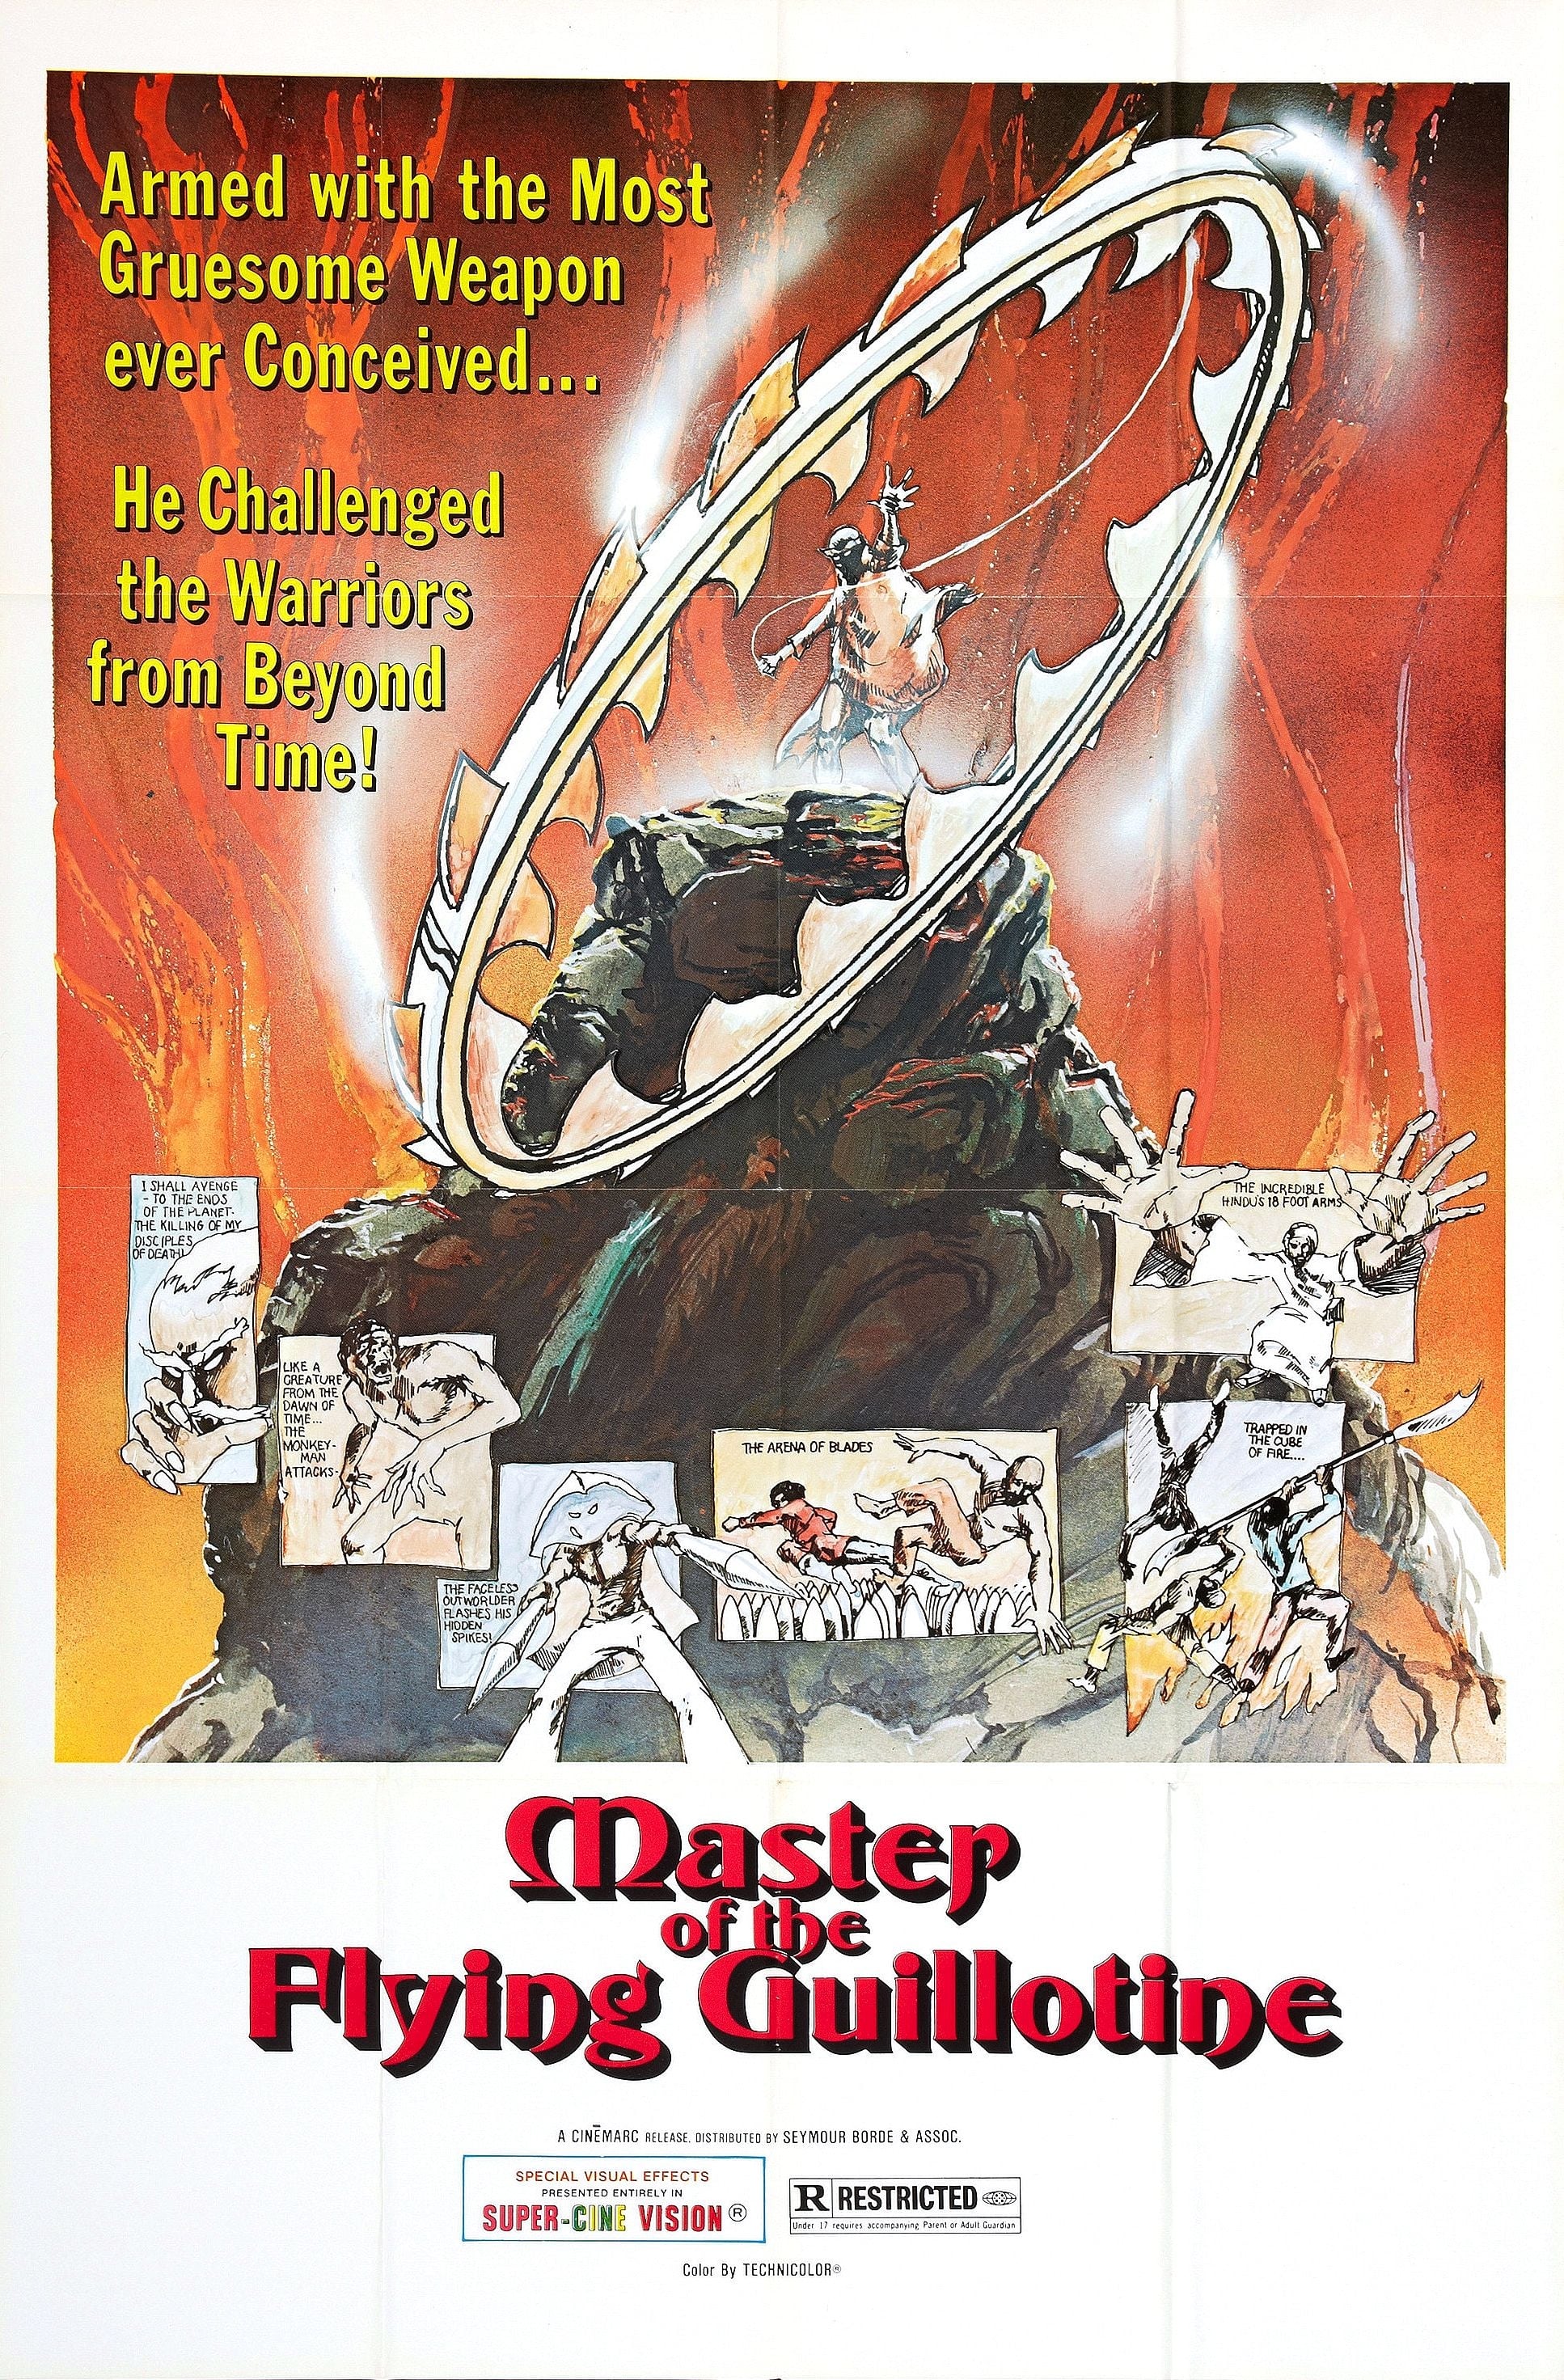 Armed with the Most
Gruesome Weapon
ever Conceived...
He Challenged
the Warriors
from Beyond
Time!
I SHALL AVENGE
- TO THE ENDS
OF THE PLANET-
THE KILLING OF MY
DISCIPLES
OF DEATH!
THE INCREDIBLE
HINDU'S 18 FOOT ARMS
LIKE A
CREATURE
FROM THE
DAWN OF
TIME...
THE
MONKEY-
MAN
ATTACKS-
THE FACELESS
OUTWORLDER
FLASHES HIS
HIDDEN
SPIKES!
THE ARENA OF BLADES
TRAPPED IN
THE CUBE
OF FIRE....
Master
of the
Flying Guillotine
A CINĒMARC RELEASE. DISTRIBUTED BY SEYMOUR BORDE & ASSOC.
SPECIAL VISUAL EFFECTS
PRESENTED ENTIRELY IN
SUPER-CINE VISION ®
R RESTRICTED
Under 17 requires accompanying Parent or Adult Guardian
Color By TECHNICOLOR®